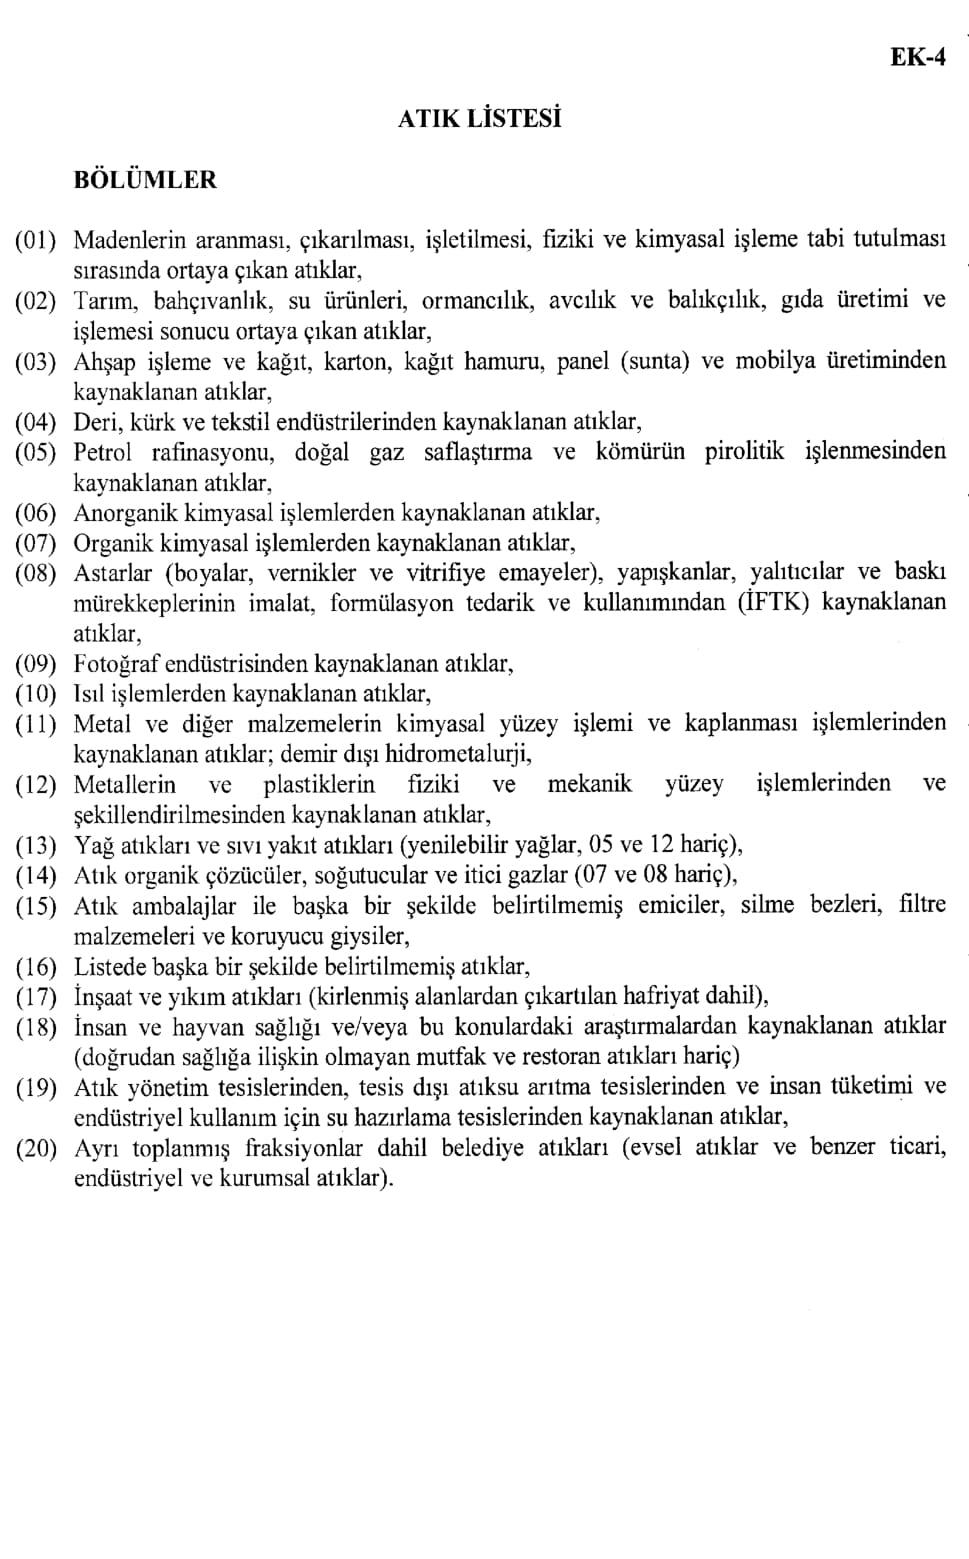 EK-4
ATIK LİSTESİ
BÖLÜMLER
(01) Madenlerin aranması, çıkarılması, işletilmesi, fiziki ve kimyasal işleme tabi tutulması
sırasında ortaya çıkan atıklar,
(02) Tarım, bahçıvanlık, su ürünleri, ormancılık, avcılık ve balıkçılık, gıda üretimi ve
işlemesi sonucu ortaya çıkan atıklar,
(03) Ahşap işleme ve kağıt, karton, kağıt hamuru, panel (sunta) ve mobilya üretiminden
kaynaklanan atıklar,
(04) Deri, kürk ve tekstil endüstrilerinden kaynaklanan atıklar,
(05) Petrol rafinasyonu, doğal gaz saflaştırma ve kömürün pirolitik işlenmesinden
kaynaklanan atıklar,
(06) Anorganik kimyasal işlemlerden kaynaklanan atıklar,
(07) Organik kimyasal işlemlerden kaynaklanan atıklar,
(08) Astarlar (boyalar, vernikler ve vitrifiye emayeler), yapışkanlar, yalıtıcılar ve baskı
mürekkeplerinin imalat, formülasyon tedarik ve kullanımından (İFTK) kaynaklanan
atıklar,
(09) Fotoğraf endüstrisinden kaynaklanan atıklar,
(10) Isıl işlemlerden kaynaklanan atıklar,
(11) Metal ve diğer malzemelerin kimyasal yüzey işlemi ve kaplanması işlemlerinden
kaynaklanan atıklar; demir dışı hidrometalurji,
(12) Metallerin ve plastiklerin fiziki ve mekanik yüzey işlemlerinden ve
şekillendirilmesinden kaynaklanan atıklar,
(13) Yağ atıkları ve sıvı yakıt atıkları (yenilebilir yağlar, 05 ve 12 hariç),
(14) Atık organik çözücüler, soğutucular ve itici gazlar (07 ve 08 hariç),
(15) Atık ambalajlar ile başka bir şekilde belirtilmemiş emiciler, silme bezleri, filtre
malzemeleri ve koruyucu giysiler,
(16) Listede başka bir şekilde belirtilmemiş atıklar,
(17) İnşaat ve yıkım atıkları (kirlenmiş alanlardan çıkartılan hafriyat dahil),
(18) İnsan ve hayvan sağlığı ve/veya bu konulardaki araştırmalardan kaynaklanan atıklar
(doğrudan sağlığa ilişkin olmayan mutfak ve restoran atıkları hariç)
(19) Atık yönetim tesislerinden, tesis dışı atıksu arıtma tesislerinden ve insan tüketimi ve
endüstriyel kullanım için su hazırlama tesislerinden kaynaklanan atıklar,
(20) Ayrı toplanmış fraksiyonlar dahil belediye atıkları (evsel atıklar ve benzer ticari,
endüstriyel ve kurumsal atıklar).